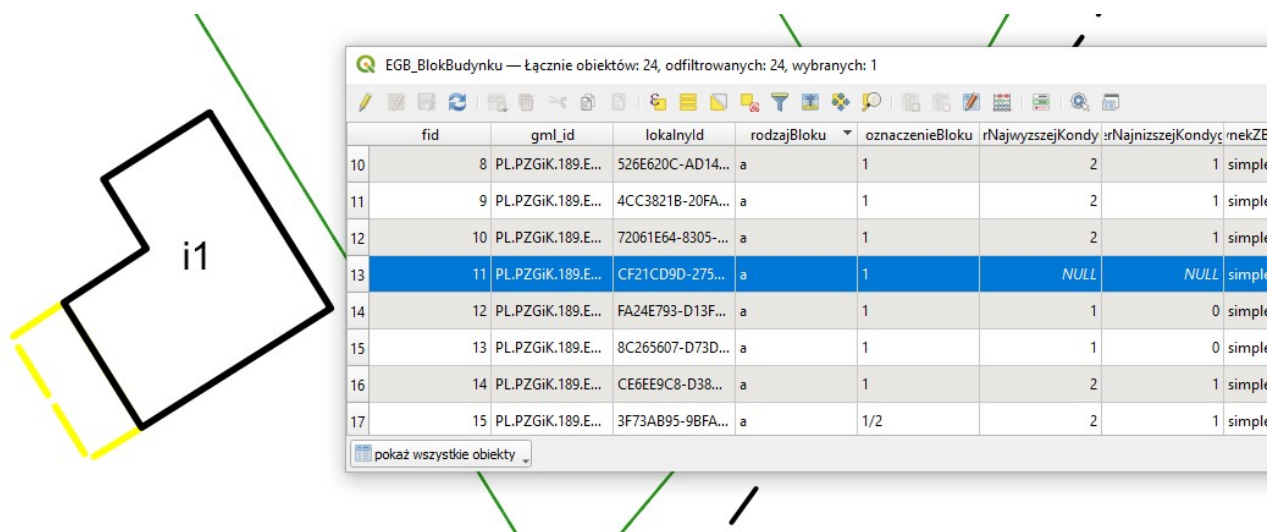 EGB_BlokBudynku — Łącznie obiektów: 24, odfiltrowanych: 24, wybranych: 1
fid gml_id lokalnyId rodzajBloku oznaczenieBloku rNajwyzszejKondy :rNajnizszejKondyg ynekZE
10 8 PL.PZGiK.189.E... 526E620C-AD14... a 1 2 1 simple
11 9 PL.PZGiK.189.E... 4CC3821B-20FA... a 1 2 1 simple
12 10 PL.PZGiK.189.E... 72061E64-8305-... a 1 2 1 simple
i1
13 11 PL.PZGiK.189.E... CF21CD9D-275... a 1 NULL NULL simple
14 12 PL.PZGiK.189.E... FA24E793-D13F... a 1 1 0 simple
15 13 PL.PZGiK.189.E... 8C265607-D73D... a 1 1 0 simple
16 14 PL.PZGiK.189.E... CE6EE9C8-D38... a 1 2 1 simple
17 15 PL.PZGiK.189.E... 3F73AB95-9BFA... a 1/2 2 1 simple
pokaż wszystkie obiekty